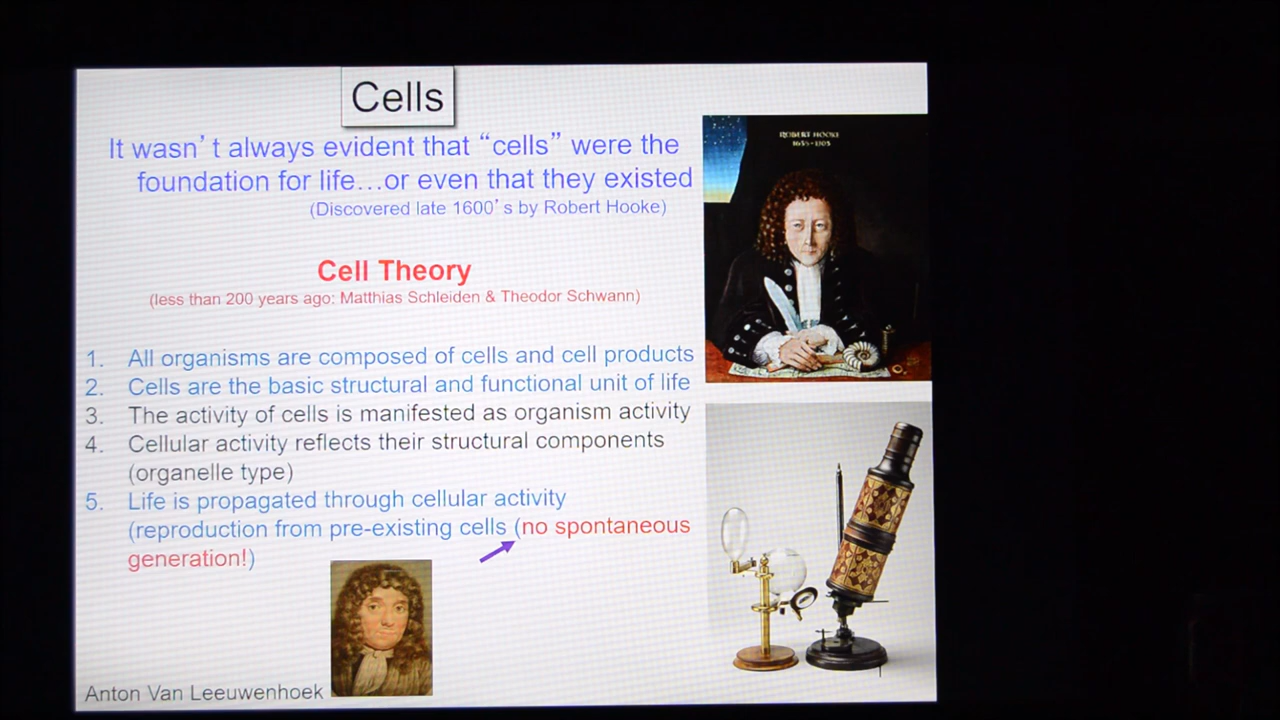 Cells
It wasn't always evident that “cells” were the
foundation for life…or even that they existed
(Discovered late 1600's by Robert Hooke)
ROBERT HOOKE
1635-1703
Cell Theory
(less than 200 years ago: Matthias Schleiden & Theodor Schwann)
1. All organisms are composed of cells and cell products
2. Cells are the basic structural and functional unit of life
3. The activity of cells is manifested as organism activity
4. Cellular activity reflects their structural components
(organelle type)
5. Life is propagated through cellular activity
(reproduction from pre-existing cells (no spontaneous
generation!)
Anton Van Leeuwenhoek